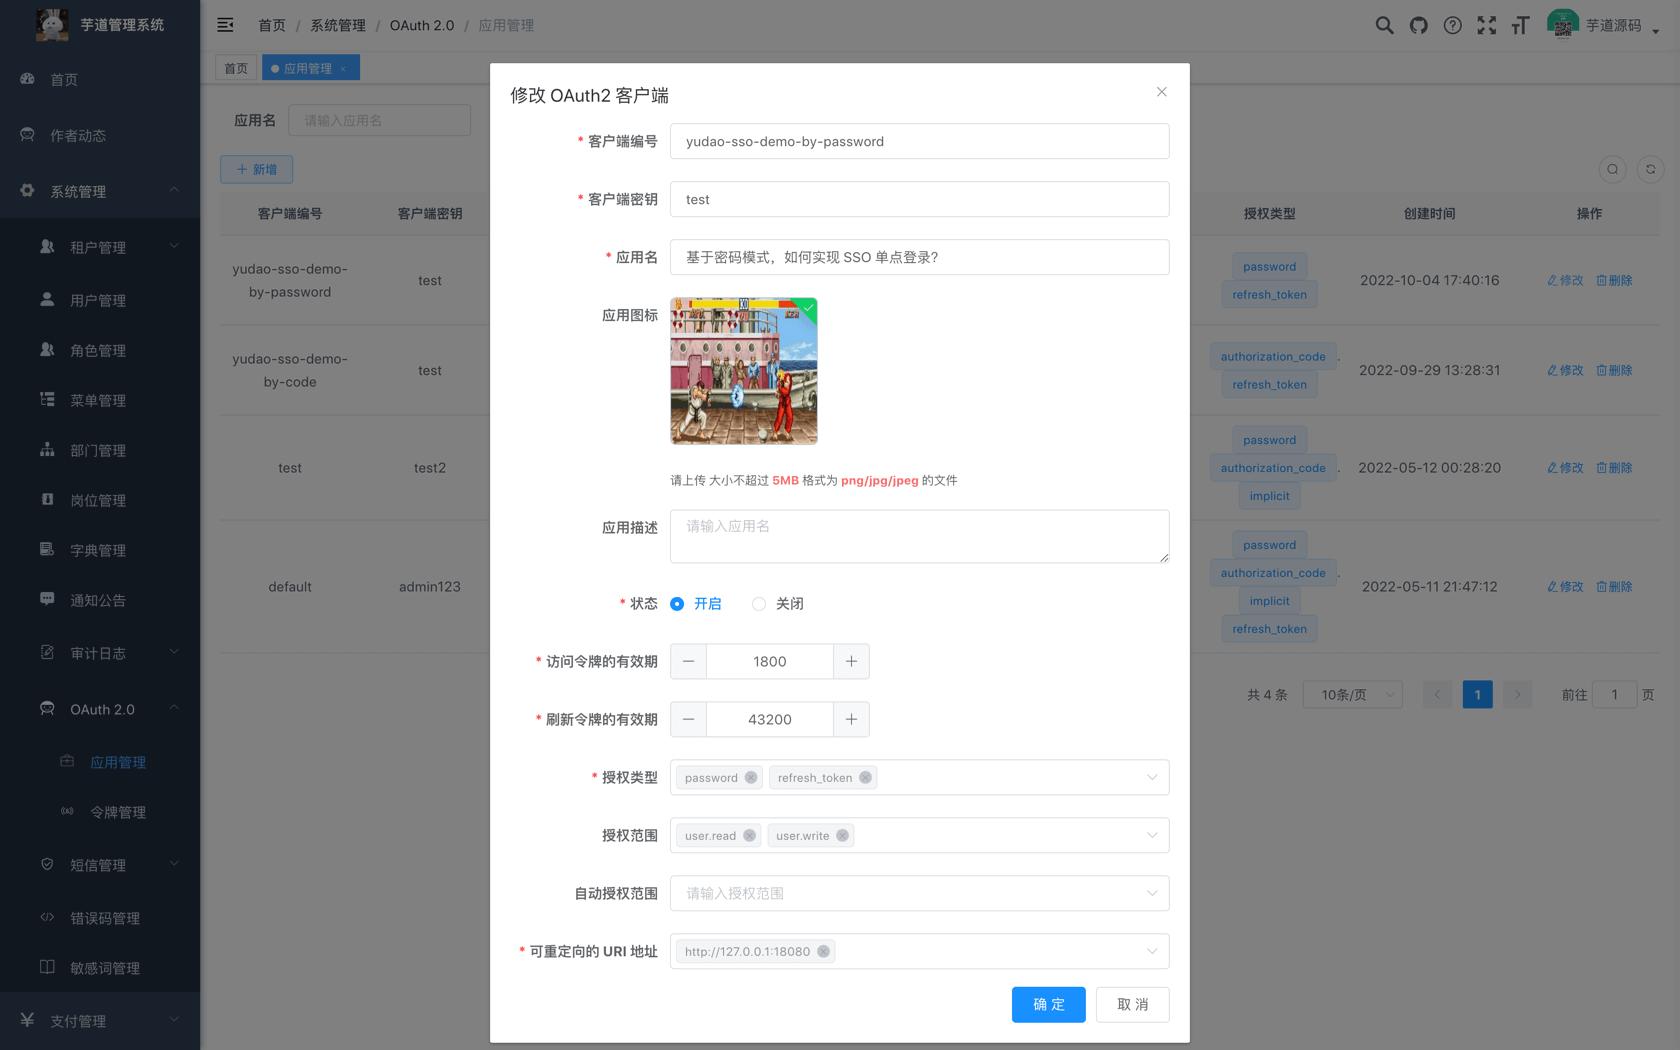 芋道管理系统
首页 / 系统管理 / OAuth 2.0 / 应用管理
芋道源码
首页
应用管理 ×
首页
作者动态
系统管理
租户管理
用户管理
角色管理
菜单管理
部门管理
岗位管理
字典管理
通知公告
审计日志
OAuth 2.0
应用管理
令牌管理
短信管理
错误码管理
敏感词管理
支付管理
应用名 请输入应用名
+ 新增
客户端编号 客户端密钥 授权类型 创建时间 操作
yudao-sso-demo-
by-password
test
password
refresh_token
2022-10-04 17:40:16
修改 删除
yudao-sso-demo-
by-code
test
authorization_code
refresh_token
2022-09-29 13:28:31
修改 删除
test
test2
password
authorization_code
implicit
2022-05-12 00:28:20
修改 删除
default
admin123
password
authorization_code
implicit
refresh_token
2022-05-11 21:47:12
修改 删除
共 4 条 10条/页 1 前往 1 页
修改 OAuth2 客户端
* 客户端编号 yudao-sso-demo-by-password
* 客户端密钥 test
* 应用名 基于密码模式，如何实现 SSO 单点登录?
应用图标
请上传 大小不超过 5MB 格式为 png/jpg/jpeg 的文件
应用描述 请输入应用名
* 状态 开启 关闭
* 访问令牌的有效期 1800
* 刷新令牌的有效期 43200
* 授权类型 password refresh_token
授权范围 user.read user.write
自动授权范围 请输入授权范围
* 可重定向的 URI 地址 http://127.0.0.1:18080
确 定 取 消